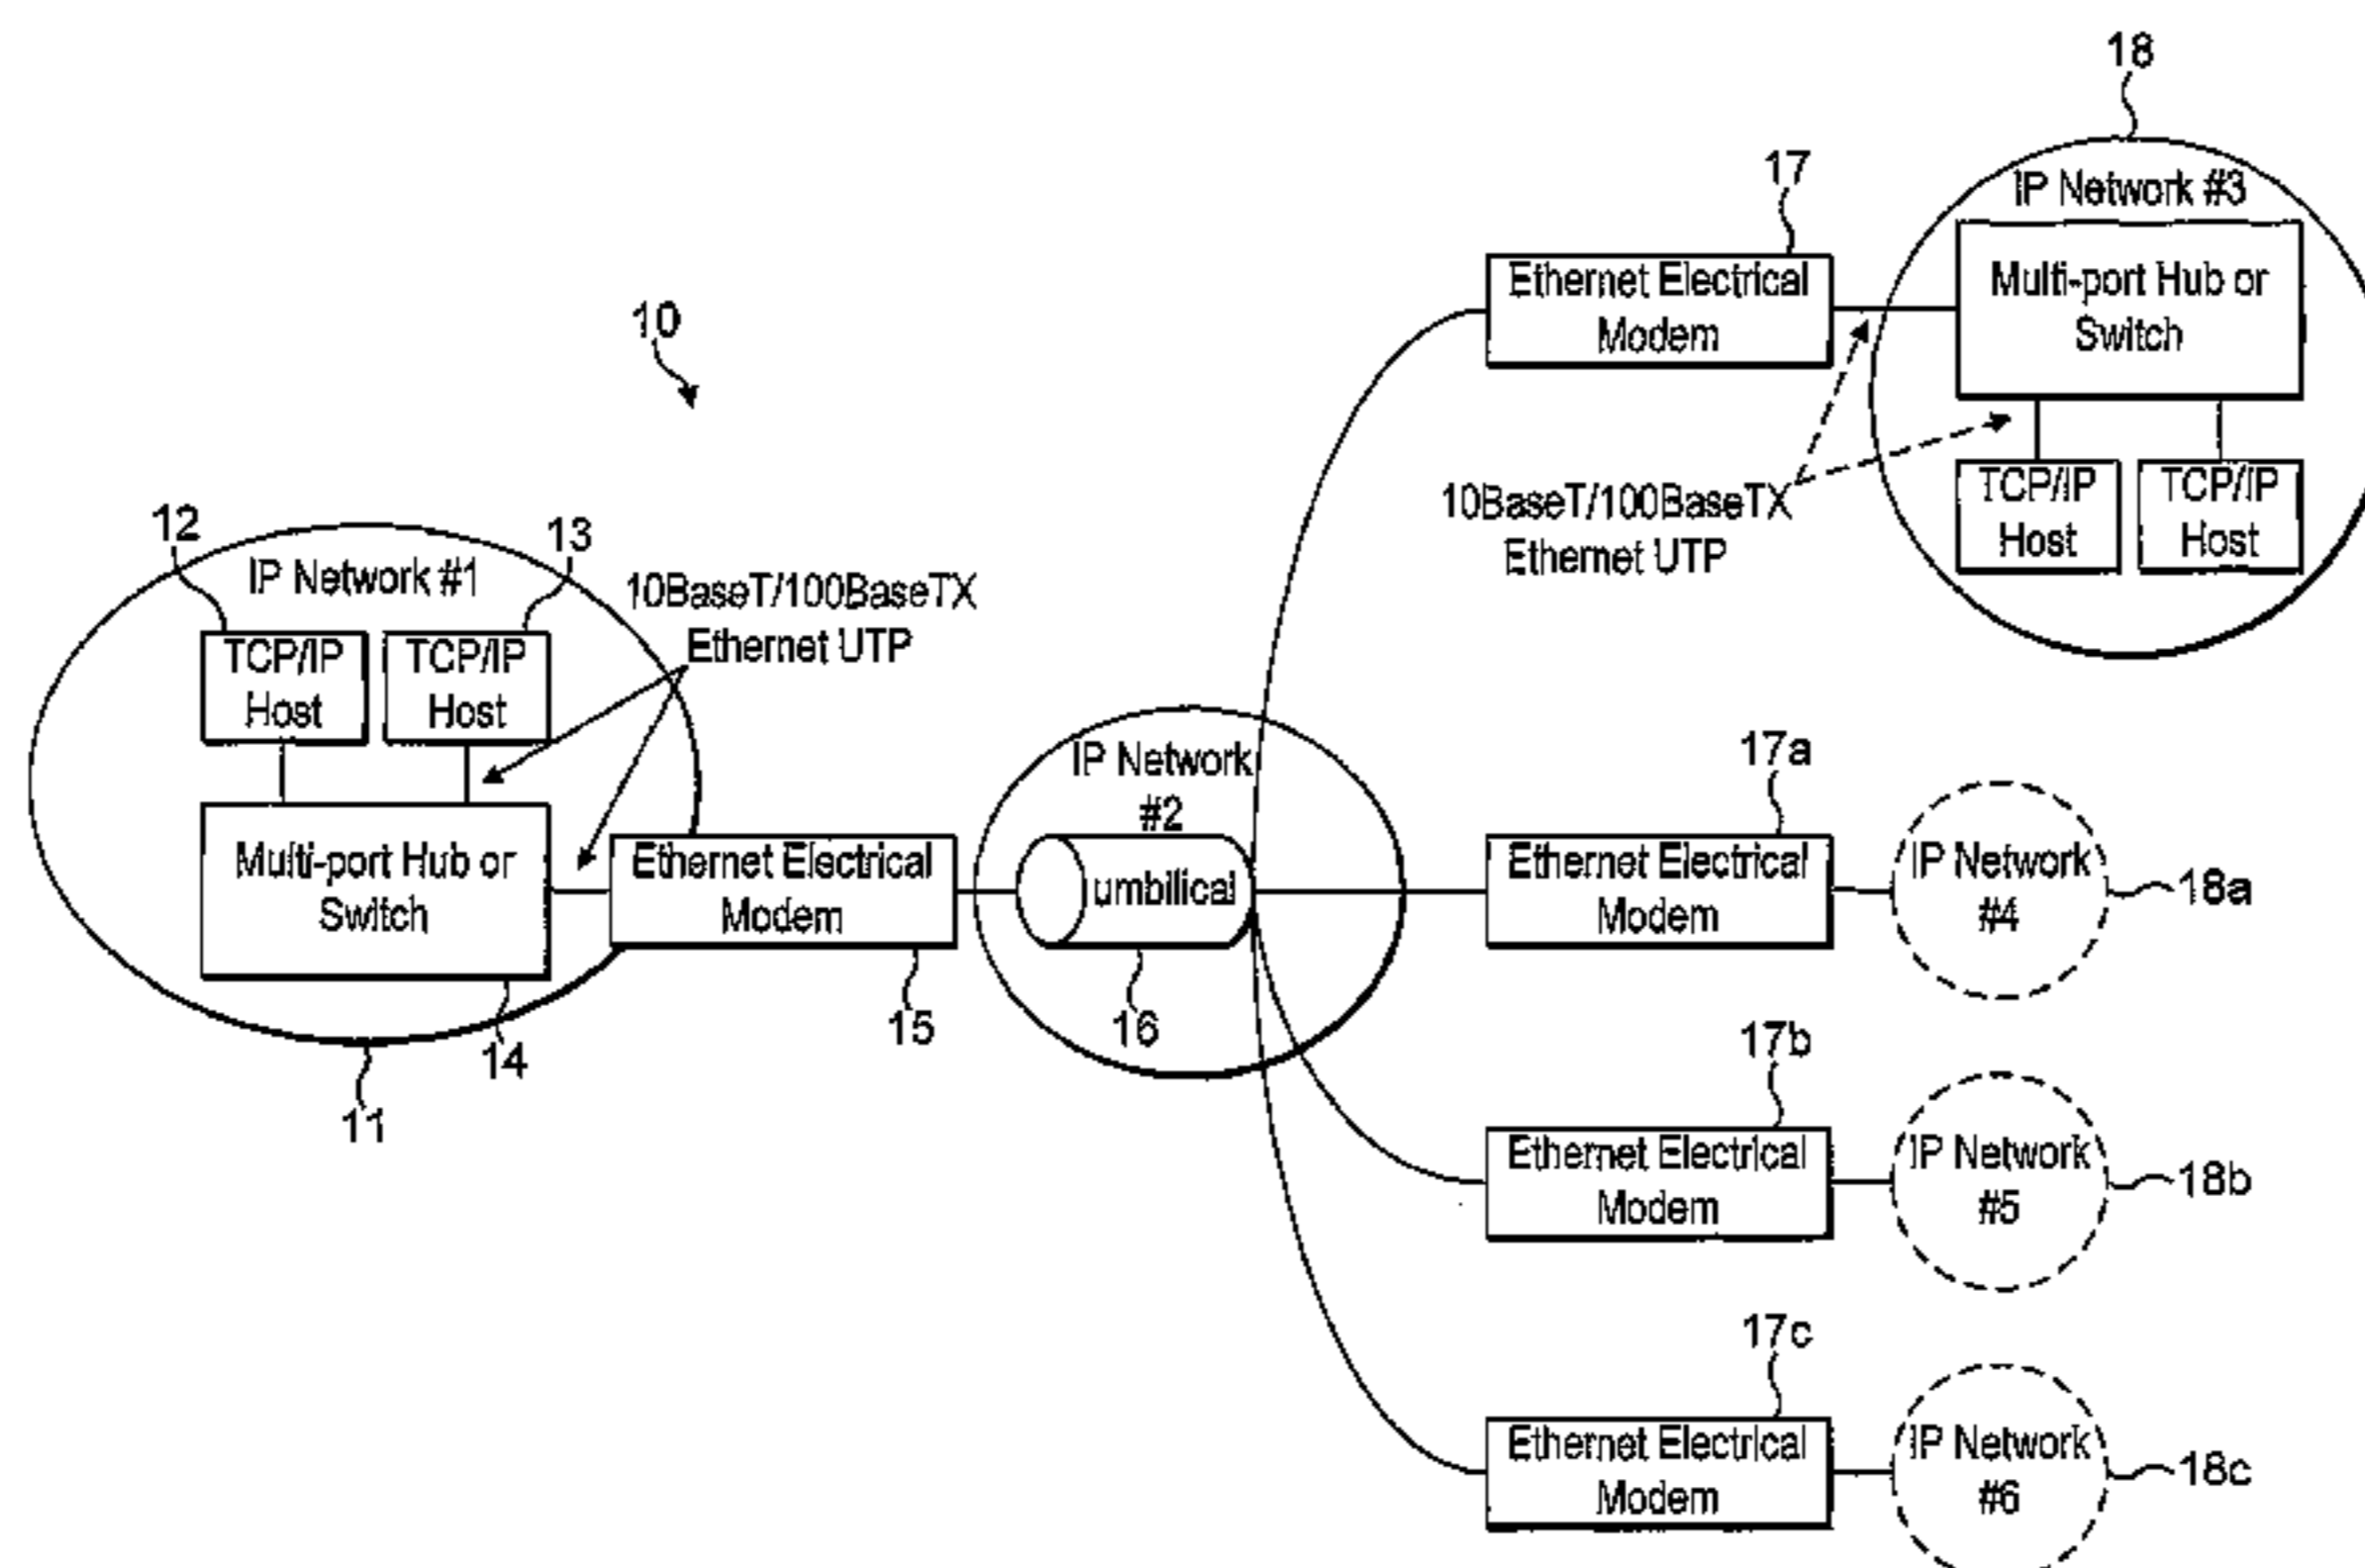 18
17
IP Network #3
Ethernet Electrical
Modem
Multi-port Hub or
Switch
10
10BaseT/100BaseTX
Ethernet UTP
TCP/IP
Host
TCP/IP
Host
12
13
IP Network #1
10BaseT/100BaseTX
Ethernet UTP
TCP/IP
Host
TCP/IP
Host
IP Network
#2
17a
Multi-port Hub or
Switch
Ethernet Electrical
Modem
umbilical
Ethernet Electrical
Modem
IP Network
#4
18a
14
15
16
11
17b
Ethernet Electrical
Modem
IP Network
#5
18b
17c
Ethernet Electrical
Modem
IP Network
#6
18c